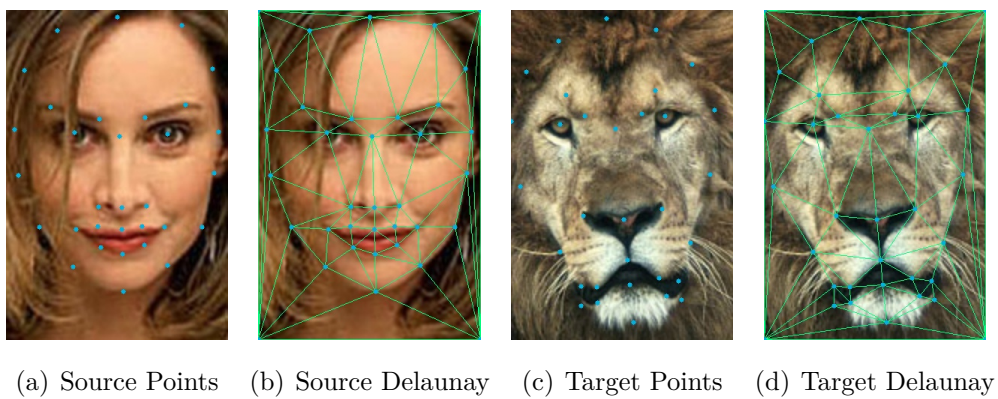 (a) Source Points
(b) Source Delaunay
(c) Target Points
(d) Target Delaunay